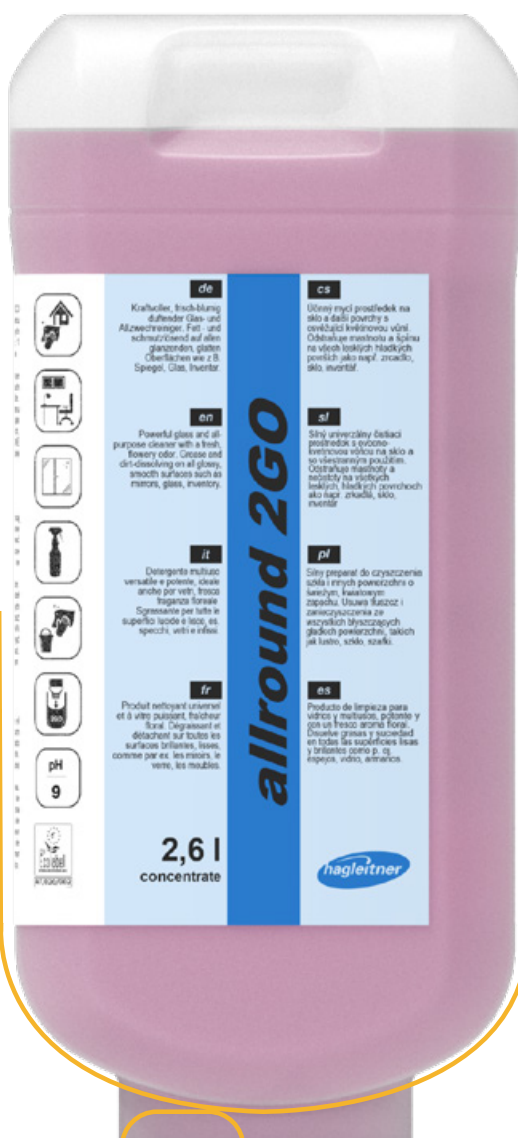 de
Kraftvoller, frisch-blumig
duftender Glas- und
Allzweckreiniger. Fett- und
schmutzlösend auf allen
glänzenden, glatten
Oberflächen wie z.B.
Spiegel, Glas, Inventar.
en
Powerful glass and all-
purpose cleaner with a fresh,
flowery odor. Grease and
dirt-dissolving on all glossy,
smooth surfaces such as
mirrors, glass, inventory.
it
Detergente multiuso
versatile e potente, ideale
anche per vetri, fresca
fragranza floreale.
Sgrassante per tutte le
superfici lucide e lisce, es.
specchi, vetri e infissi.
fr
Produit nettoyant universel
et à vitre puissant, fraîcheur
floral. Dégraissant et
détachant sur toutes les
surfaces brillantes, lisses,
comme par ex. les miroirs, le
verre, les meubles.
2,6 l
concentrate
allround 2GO
cs
Účinný mycí prostředek na
sklo a další povrchy s
osvěžující květinovou vůní.
Odstraňuje mastnotu a špínu
na všech lesklých hladkých
površích jako např. zrcadlo,
sklo, inventář.
sl
Silný univerzálny čistiaci
prostriedok s ovocno-
kvetinovou vôňou na sklo a
so všestranným použitím.
Odstraňuje mastnoty a
nečistoty na všetkých
lesklých, hladkých povrchoch
ako napr. zrkadlá, sklo,
inventár
pl
Silny preparat do czyszczenia
szkła i innych powierzchni o
świeżym, kwiatowym
zapachu. Usuwa tłuszcz i
zanieczyszczenia ze
wszystkich błyszczących
gładkich powierzchni, takich
jak lustro, szkło, szafki.
es
Producto de limpieza para
vidrios y multiusos, potente y
con un fresco aroma floral.
Disuelve grasas y suciedad
en todas las superficies lisas
y brillantes como p. ej.
espejos, vidrio, armarios.
hagleitner
pH
9
Ecolabel